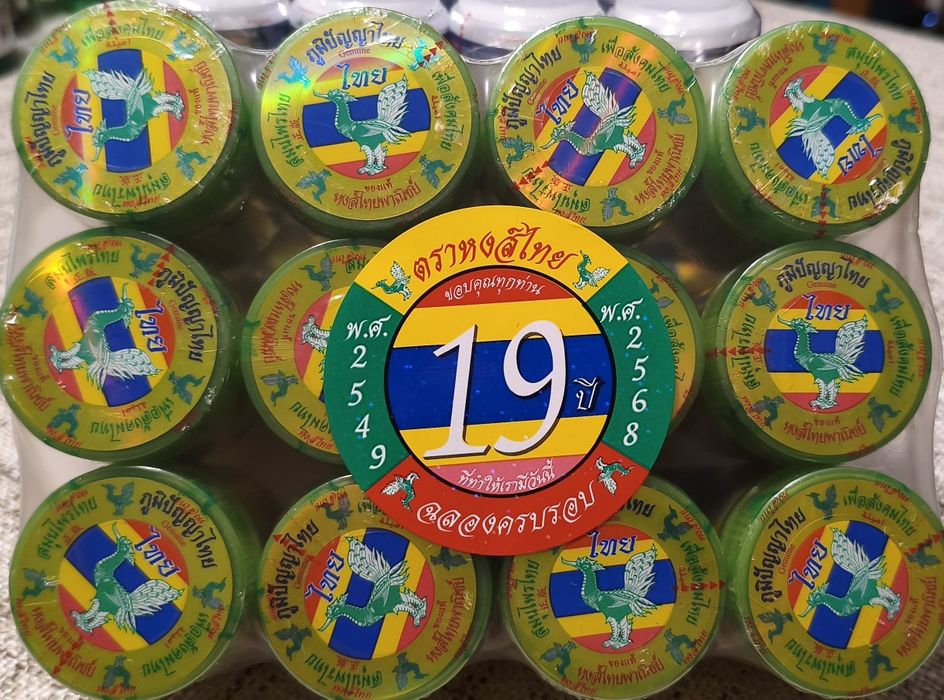 ตราหงส์ไทย
ขอบคุณทุกท่าน
พ.ศ.
2549
19 ปี
พ.ศ.
2568
ที่ทำให้เรามีวันนี้
ฉลองครบรอบ
ภูมิปัญญาไทย
Genuine
ไทย
เพื่อสังคมไทย
สมุนไพรไทย
正版
ของแท้
หงส์ไทยพาณิชย์